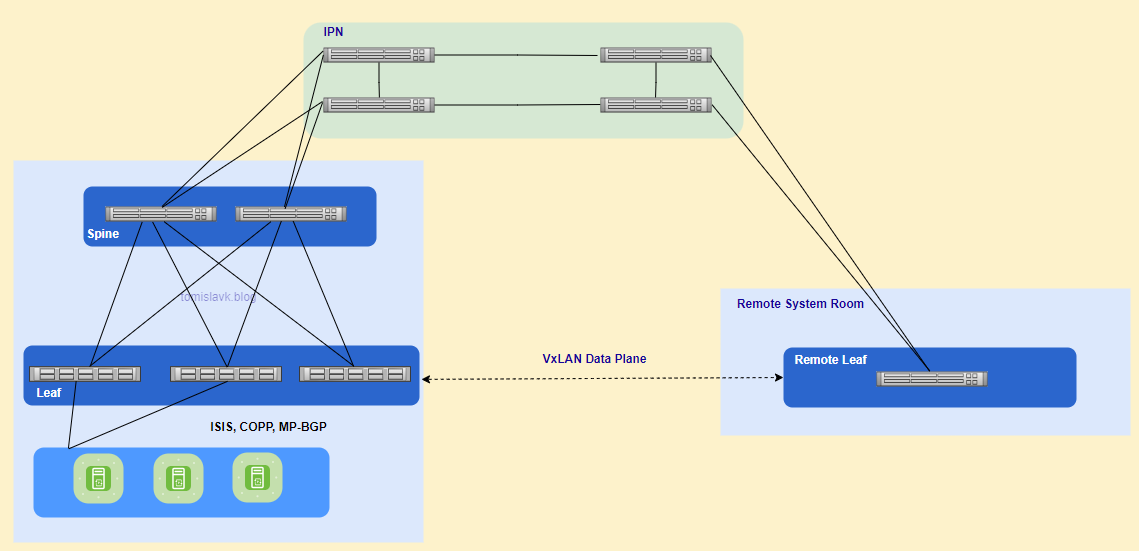 IPN
Spine
tomislavk.blog
Remote System Room
VxLAN Data Plane
Remote Leaf
Leaf
ISIS, COPP, MP-BGP